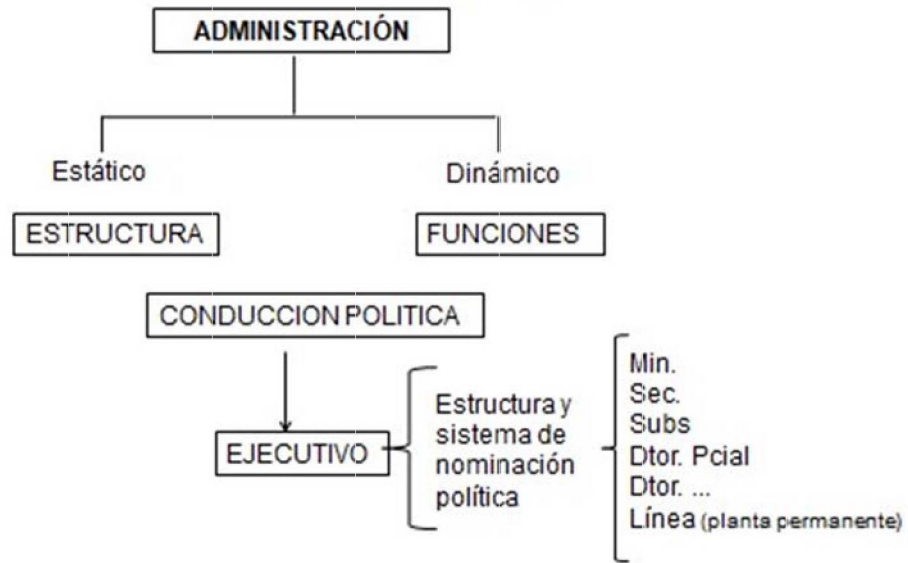 ADMINISTRACIÓN
Estático
Dinámico
ESTRUCTURA
FUNCIONES
CONDUCCION POLITICA
EJECUTIVO
Estructura y
sistema de
nominación
política
Min.
Sec.
Subs
Dtor. Pcial
Dtor. ...
Línea (planta permanente)